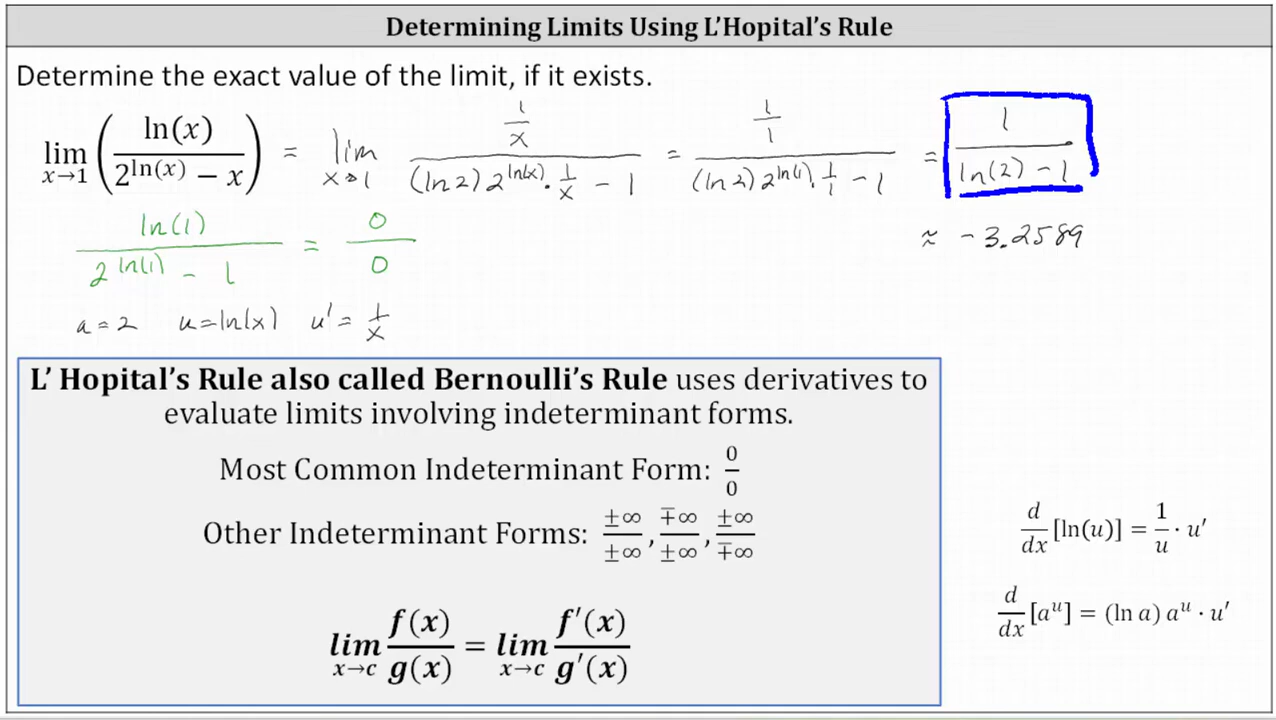 Determining Limits Using L’Hopital’s Rule
Determine the exact value of the limit, if it exists.
lim x→1 (ln(x) / (2^ln(x) − x)) = lim x→1 (1/x) / ((ln 2) 2^ln(x) · 1/x − 1) = (1/1) / ((ln 2) 2^ln(1) · 1/1 − 1) = 1 / (ln(2) − 1)
≈ −3.2589
ln(1) / (2^ln(1) − 1) = 0/0
a = 2 u = ln(x) u' = 1/x
L’ Hopital’s Rule also called Bernoulli’s Rule uses derivatives to
evaluate limits involving indeterminant forms.
Most Common Indeterminant Form: 0/0
Other Indeterminant Forms: ±∞/±∞, ∓∞/±∞, ±∞/∓∞
lim x→c f(x)/g(x) = lim x→c f′(x)/g′(x)
d/dx [ln(u)] = 1/u · u′
d/dx [a^u] = (ln a) a^u · u′